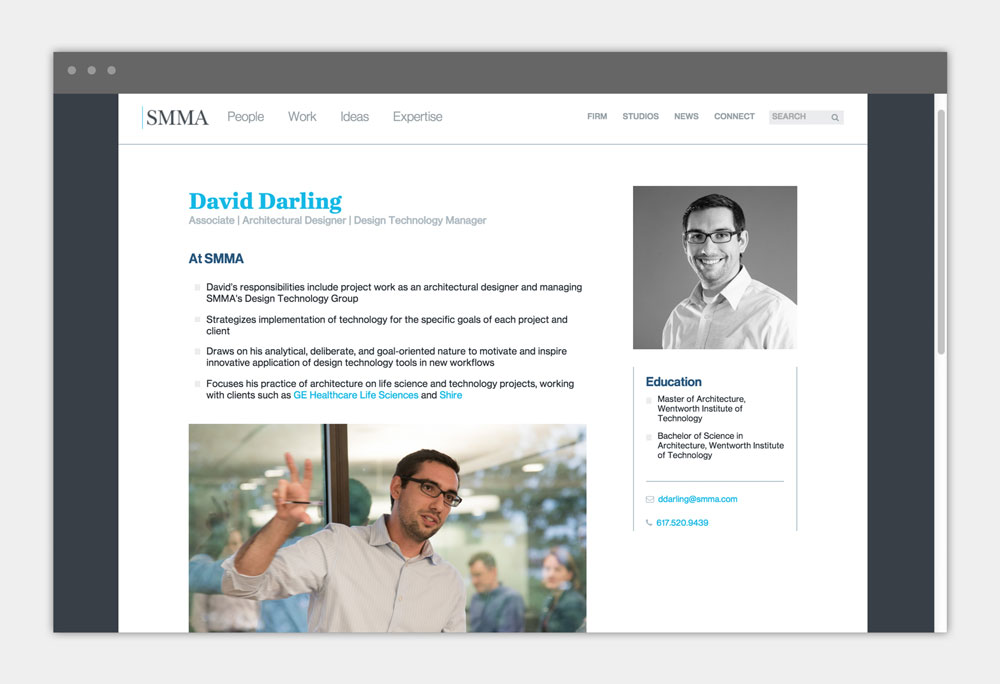 SMMA People Work Ideas Expertise FIRM STUDIOS NEWS CONNECT SEARCH
David Darling
Associate | Architectural Designer | Design Technology Manager
At SMMA
David's responsibilities include project work as an architectural designer and managing
SMMA's Design Technology Group
Strategizes implementation of technology for the specific goals of each project and
client
Draws on his analytical, deliberate, and goal-oriented nature to motivate and inspire
innovative application of design technology tools in new workflows
Focuses his practice of architecture on life science and technology projects, working
with clients such as GE Healthcare Life Sciences and Shire
Education
Master of Architecture,
Wentworth Institute of
Technology
Bachelor of Science in
Architecture, Wentworth Institute
of Technology
ddarling@smma.com
617.520.9439